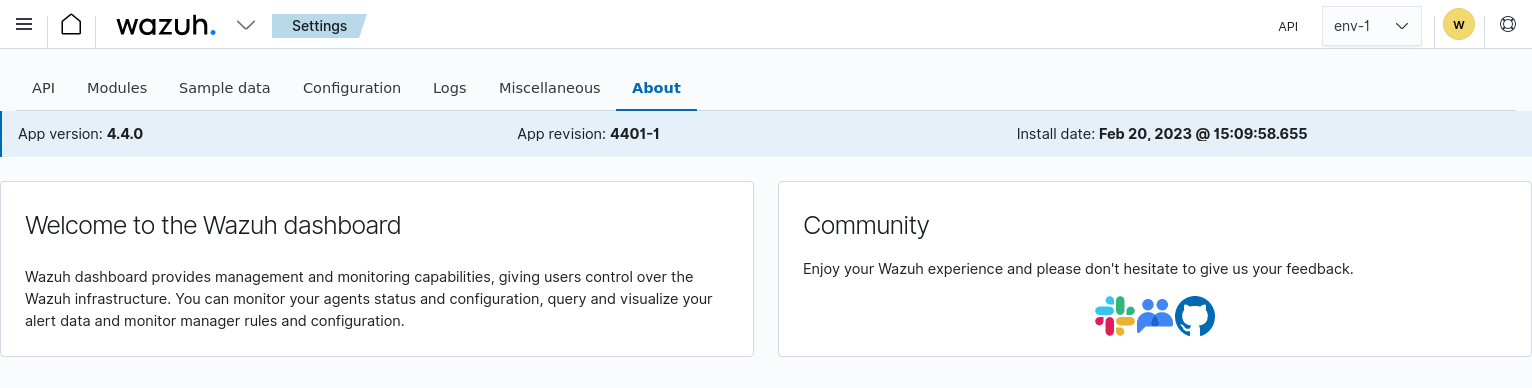 wazuh.
Settings
API
env-1
W
API Modules Sample data Configuration Logs Miscellaneous About
App version: 4.4.0 App revision: 4401-1 Install date: Feb 20, 2023 @ 15:09:58.655
Welcome to the Wazuh dashboard
Wazuh dashboard provides management and monitoring capabilities, giving users control over the
Wazuh infrastructure. You can monitor your agents status and configuration, query and visualize your
alert data and monitor manager rules and configuration.
Community
Enjoy your Wazuh experience and please don't hesitate to give us your feedback.